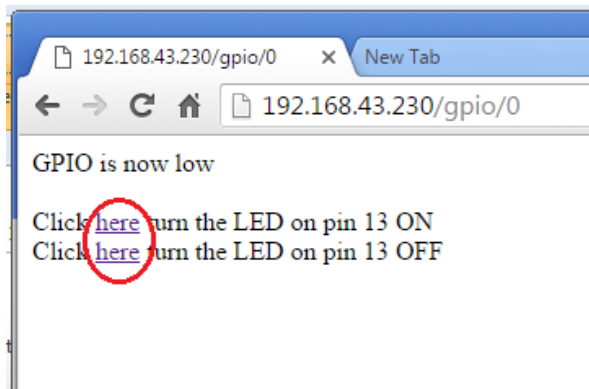 192.168.43.230/gpio/0
New Tab
192.168.43.230/gpio/0
GPIO is now low
Click here turn the LED on pin 13 ON
Click here turn the LED on pin 13 OFF